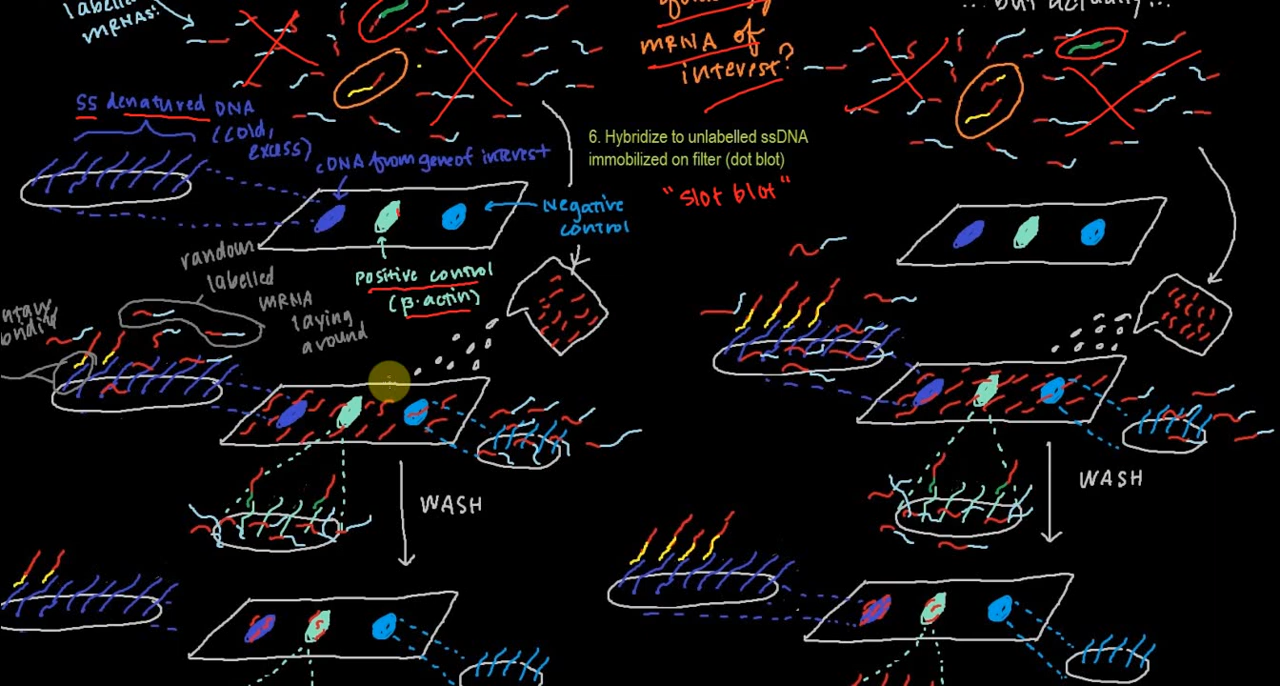 labelled
mRNAs:
mRNA of
interest?
... but actually...
SS denatured DNA
(cold,
excess)
cDNA from gene of interest
6. Hybridize to unlabelled ssDNA
immobilized on filter (dot blot)
"slot blot"
Negative
control
Positive control
(β-actin)
random
labelled
mRNA
laying
around
WASH
WASH